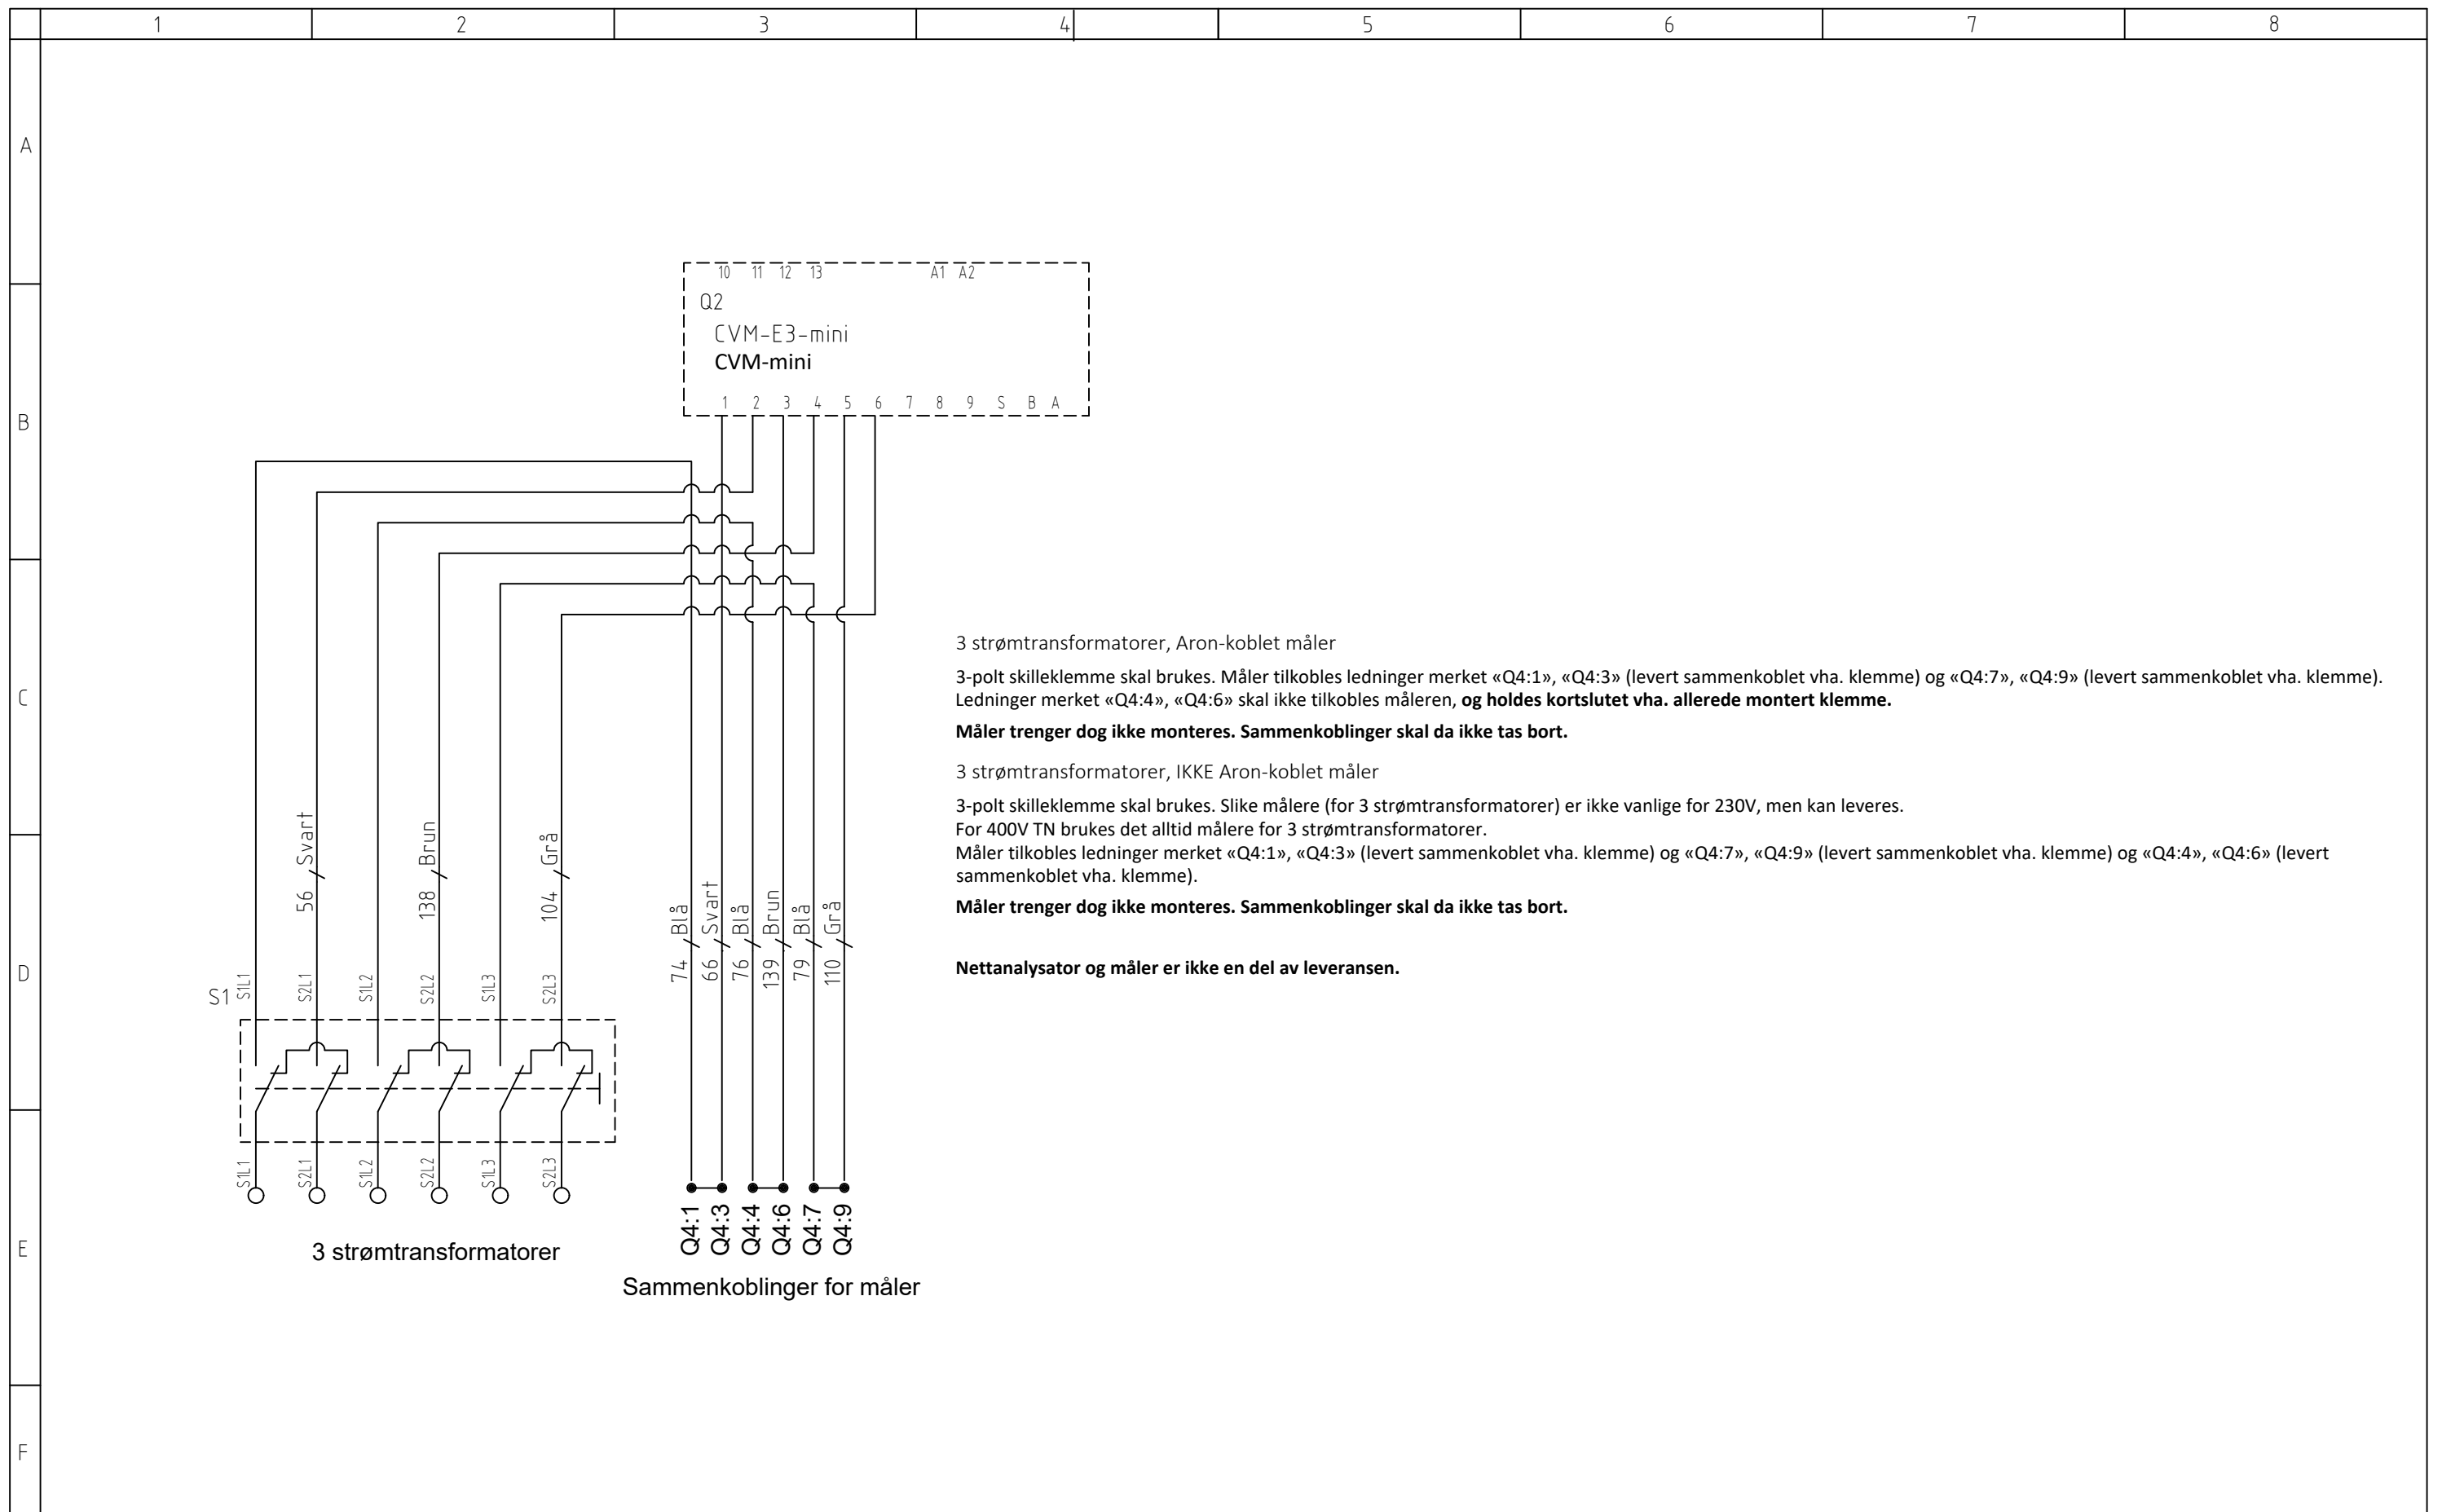 1 2 3 4 5 6 7 8
A
B
C
D
E
F
10 11 12 13 A1 A2
Q2
CVM-E3-mini
CVM-mini
1 2 3 4 5 6 7 8 9 S B A
56 Svart
138 Brun
104 Grå
74 Blå
66 Svart
76 Blå
139 Brun
79 Blå
110 Grå
S1
S1L1 S2L1 S1L2 S2L2 S1L3 S2L3
S1L1 S2L1 S1L2 S2L2 S1L3 S2L3
3 strømtransformatorer
Q4:1 Q4:3 Q4:4 Q4:6 Q4:7 Q4:9
Sammenkoblinger for måler
3 strømtransformatorer, Aron-koblet måler
3-polt skilleklemme skal brukes. Måler tilkobles ledninger merket «Q4:1», «Q4:3» (levert sammenkoblet vha. klemme) og «Q4:7», «Q4:9» (levert sammenkoblet vha. klemme).
Ledninger merket «Q4:4», «Q4:6» skal ikke tilkobles måleren, og holdes kortslutet vha. allerede montert klemme.
Måler trenger dog ikke monteres. Sammenkoblinger skal da ikke tas bort.
3 strømtransformatorer, IKKE Aron-koblet måler
3-polt skilleklemme skal brukes. Slike målere (for 3 strømtransformatorer) er ikke vanlige for 230V, men kan leveres.
For 400V TN brukes det alltid målere for 3 strømtransformatorer.
Måler tilkobles ledninger merket «Q4:1», «Q4:3» (levert sammenkoblet vha. klemme) og «Q4:7», «Q4:9» (levert sammenkoblet vha. klemme) og «Q4:4», «Q4:6» (levert
sammenkoblet vha. klemme).
Måler trenger dog ikke monteres. Sammenkoblinger skal da ikke tas bort.
Nettanalysator og måler er ikke en del av leveransen.